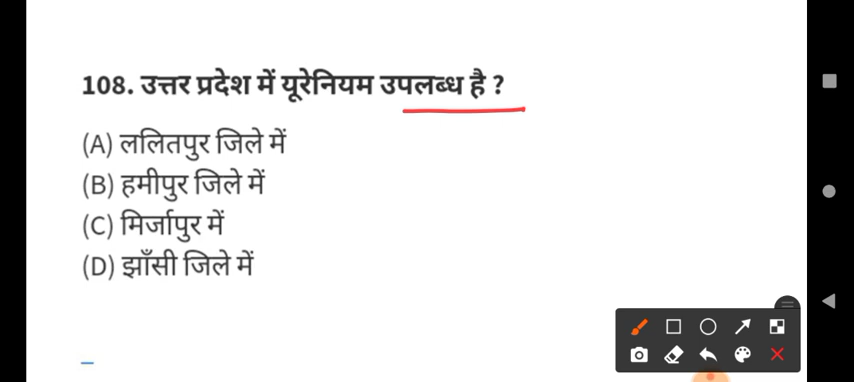 108. उत्तर प्रदेश में यूरेनियम उपलब्ध है ?
(A) ललितपुर जिले में
(B) हमीपुर जिले में
(C) मिर्जापुर में
(D) झाँसी जिले में